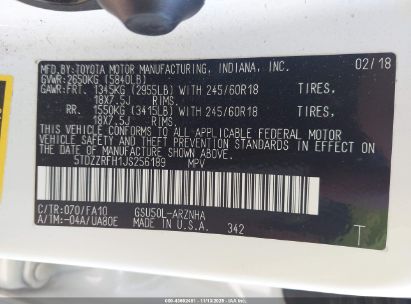 MFD.BY:TOYOTA MOTOR MANUFACTURING, INDIANA, INC. 02/18
GVWR:2650KG (5840LB)
GAWR:FRT. 1345KG (2955LB) WITH 245/60R18 TIRES,
18X7.5J RIMS.
RR. 1550KG (3415LB) WITH 245/60R18 TIRES,
18X7.5J RIMS.
THIS VEHICLE CONFORMS TO ALL APPLICABLE FEDERAL MOTOR
VEHICLE SAFETY AND THEFT PREVENTION STANDARDS IN EFFECT
ON THE DATE OF MANUFACTURE SHOWN ABOVE.
5TDZZRFH1JS256189 MPV
C/TR:070/FA10 GSU50L-ARZNHA
A/TM:-04A/UA80E MADE IN U.S.A. 342 T